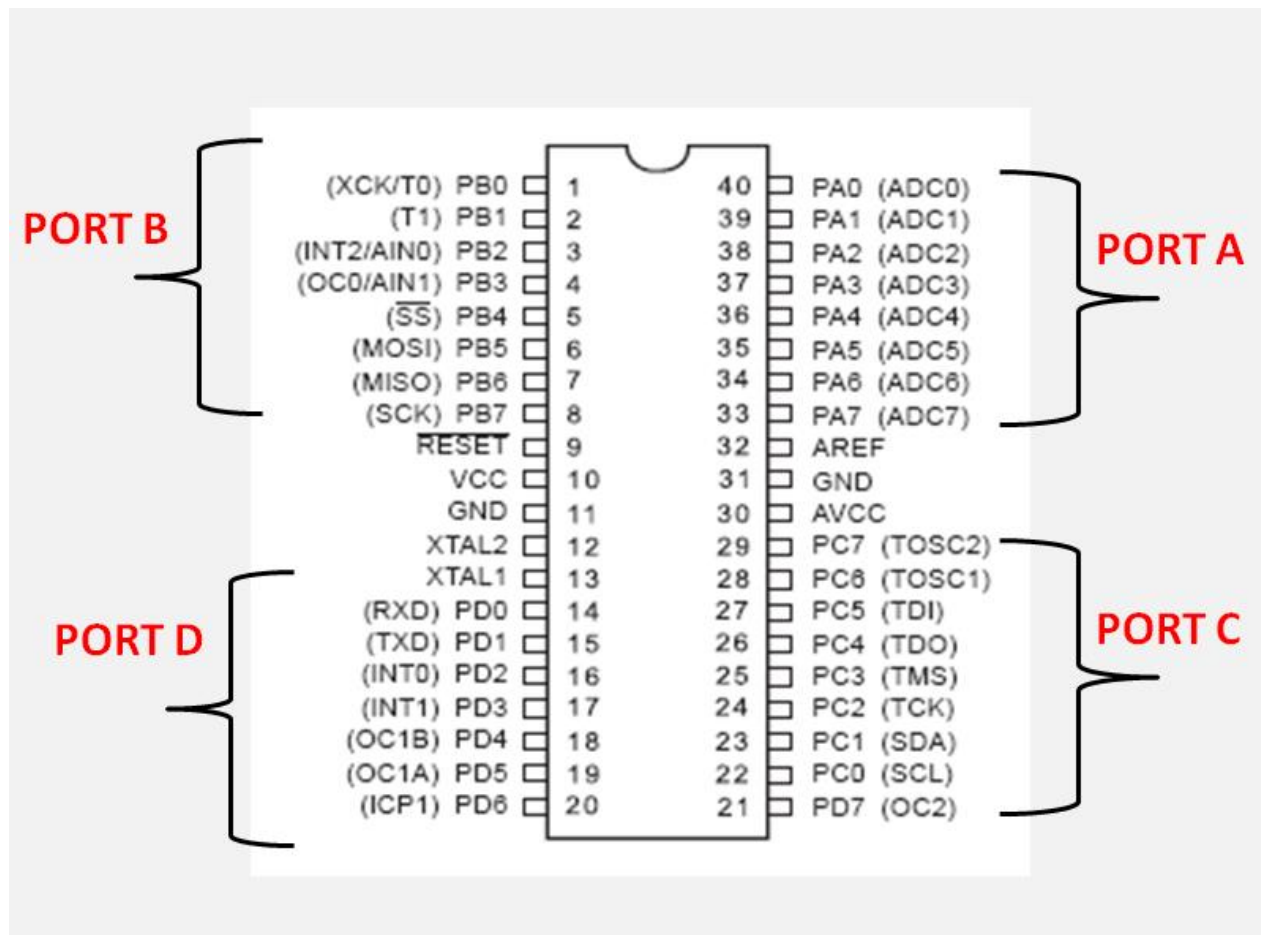 PORT B
(XCK/T0) PB0 1
(T1) PB1 2
(INT2/AIN0) PB2 3
(OC0/AIN1) PB3 4
(SS) PB4 5
(MOSI) PB5 6
(MISO) PB6 7
(SCK) PB7 8
RESET 9
VCC 10
GND 11
XTAL2 12
XTAL1 13
PORT D
(RXD) PD0 14
(TXD) PD1 15
(INT0) PD2 16
(INT1) PD3 17
(OC1B) PD4 18
(OC1A) PD5 19
(ICP1) PD6 20
40 PA0 (ADC0)
39 PA1 (ADC1)
38 PA2 (ADC2)
37 PA3 (ADC3)
36 PA4 (ADC4)
35 PA5 (ADC5)
34 PA6 (ADC6)
33 PA7 (ADC7)
PORT A
32 AREF
31 GND
30 AVCC
29 PC7 (TOSC2)
28 PC6 (TOSC1)
27 PC5 (TDI)
26 PC4 (TDO)
25 PC3 (TMS)
24 PC2 (TCK)
23 PC1 (SDA)
22 PC0 (SCL)
21 PD7 (OC2)
PORT C